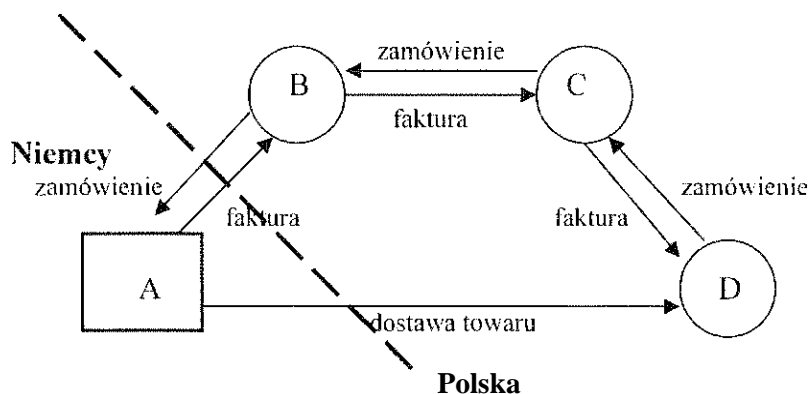 zamówienie
B
C
faktura
Niemcy
zamówienie
zamówienie
faktura
faktura
A
D
dostawa towaru
Polska